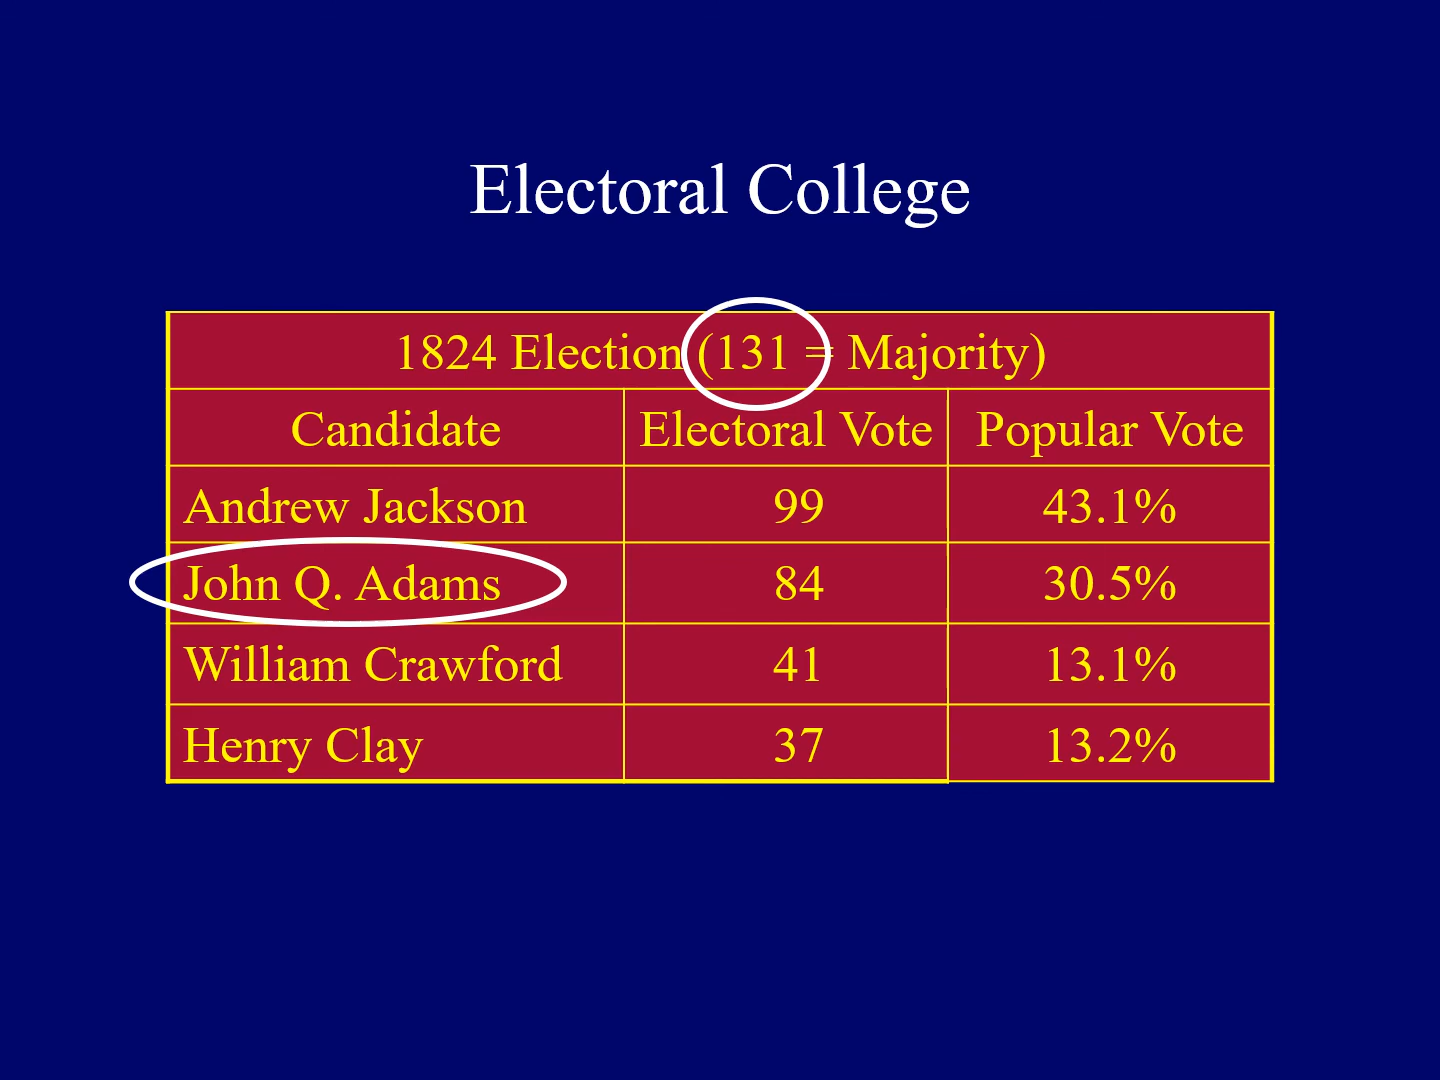 Electoral College
1824 Election (131 = Majority)
Candidate Electoral Vote Popular Vote
Andrew Jackson 99 43.1%
John Q. Adams 84 30.5%
William Crawford 41 13.1%
Henry Clay 37 13.2%